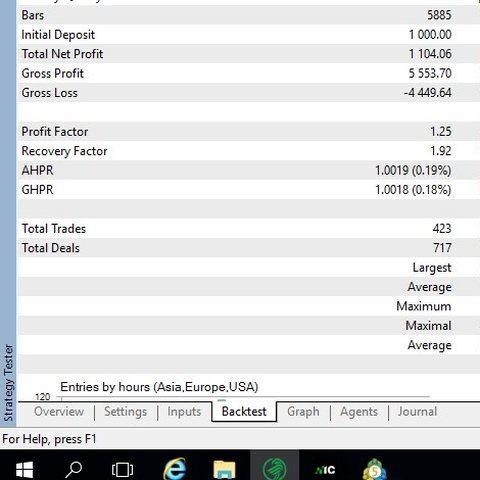 Bars 5885
Initial Deposit 1 000.00
Total Net Profit 1 104.06
Gross Profit 5 553.70
Gross Loss -4 449.64
Profit Factor 1.25
Recovery Factor 1.92
AHPR 1.0019 (0.19%)
GHPR 1.0018 (0.18%)
Total Trades 423
Total Deals 717
Largest
Average
Maximum
Maximal
Average
Strategy Tester
Entries by hours (Asia,Europe,USA)
120
Overview Settings Inputs Backtest Graph Agents Journal
For Help, press F1
IC
5